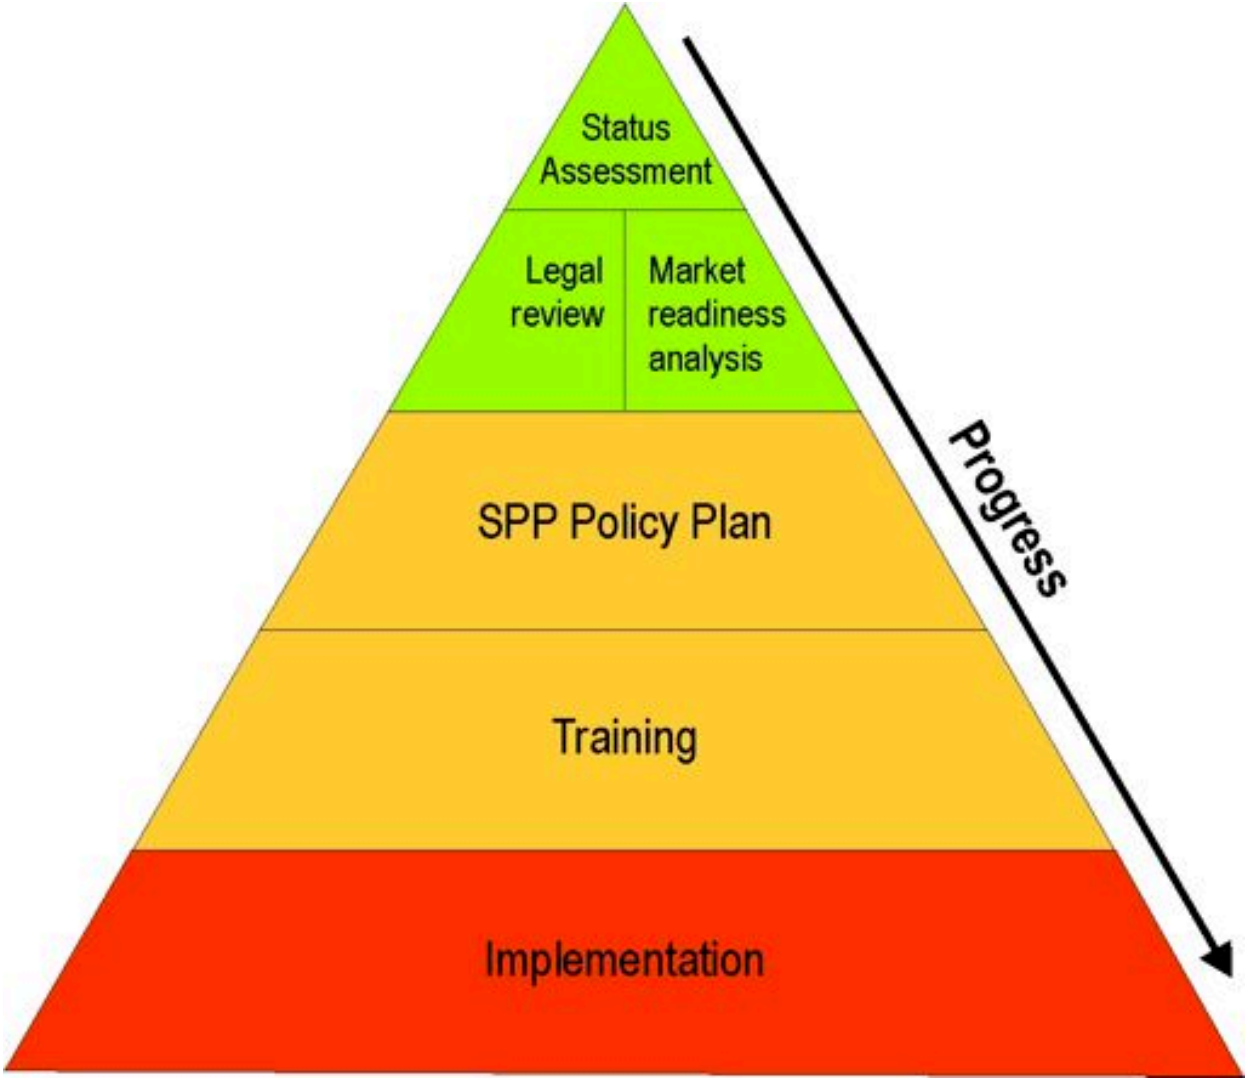 Status
Assessment
Legal
review
Market
readiness
analysis
SPP Policy Plan
Training
Implementation
Progress